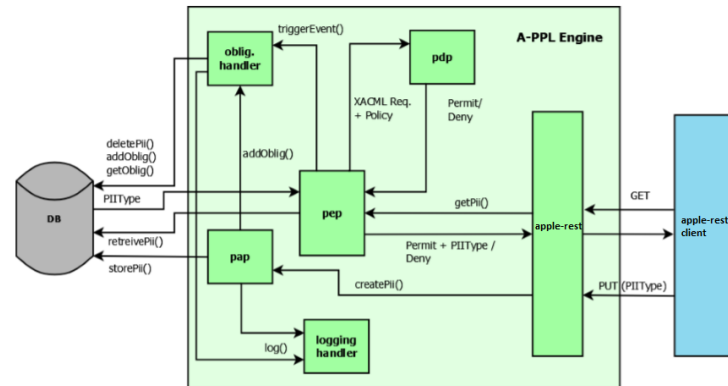 A-PPL Engine
triggerEvent()
oblig.
handler
pdp
XACML Req.
+ Policy
Permit/
Deny
deletePii()
addOblig()
getOblig()
addOblig()
PIIType
DB
pep
getPii()
apple-rest
GET
apple-rest
client
retreivePii()
Permit + PIIType /
Deny
pap
storePii()
createPii()
PUT (PIIType)
logging
handler
log()